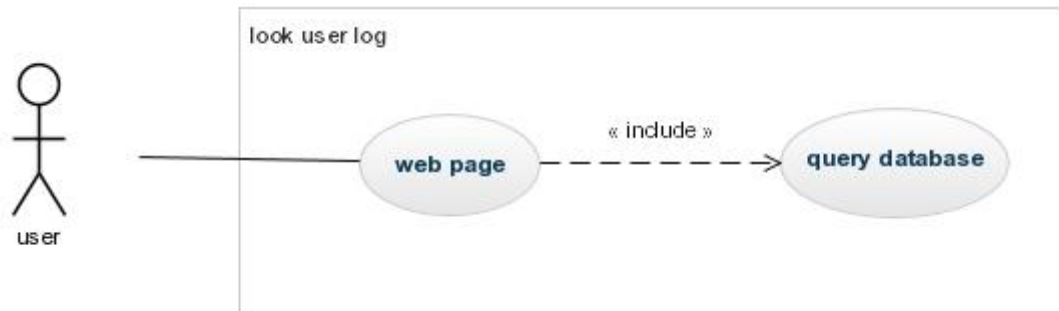 look user log
« include »
web page
query database
user